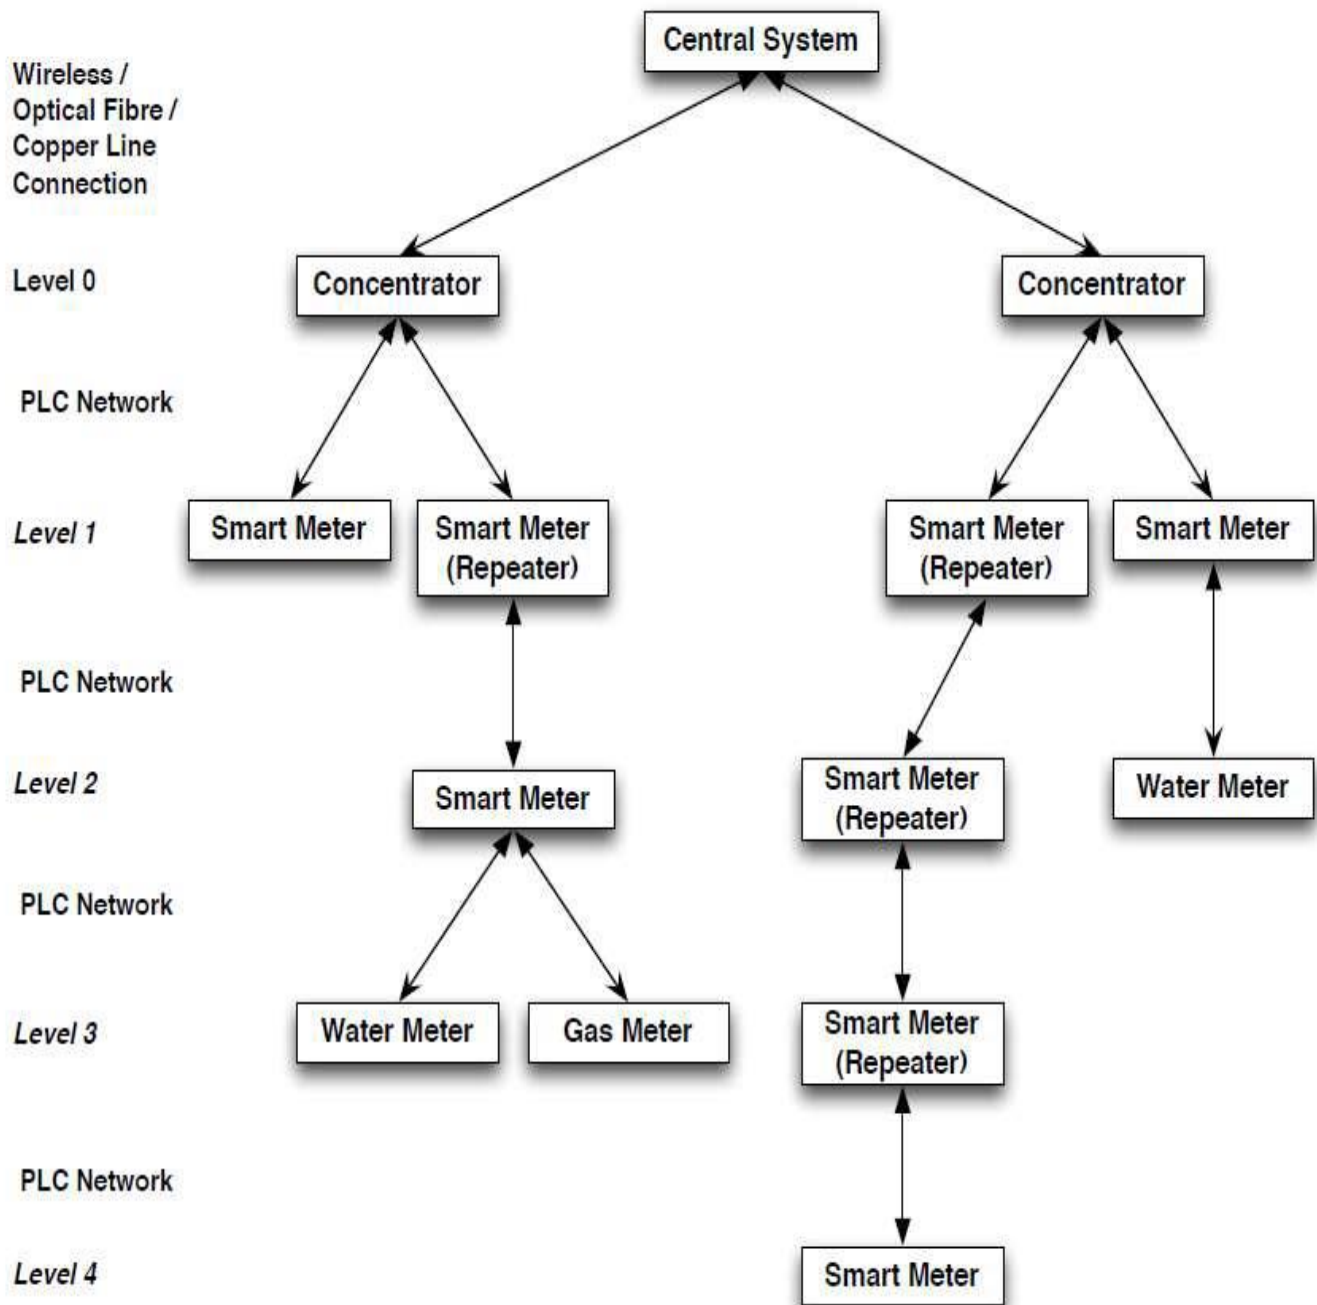 Central System
Wireless /
Optical Fibre /
Copper Line
Connection
Level 0
Concentrator
Concentrator
PLC Network
Level 1
Smart Meter
Smart Meter
(Repeater)
Smart Meter
(Repeater)
Smart Meter
PLC Network
Level 2
Smart Meter
Smart Meter
(Repeater)
Water Meter
PLC Network
Level 3
Water Meter
Gas Meter
Smart Meter
(Repeater)
PLC Network
Level 4
Smart Meter